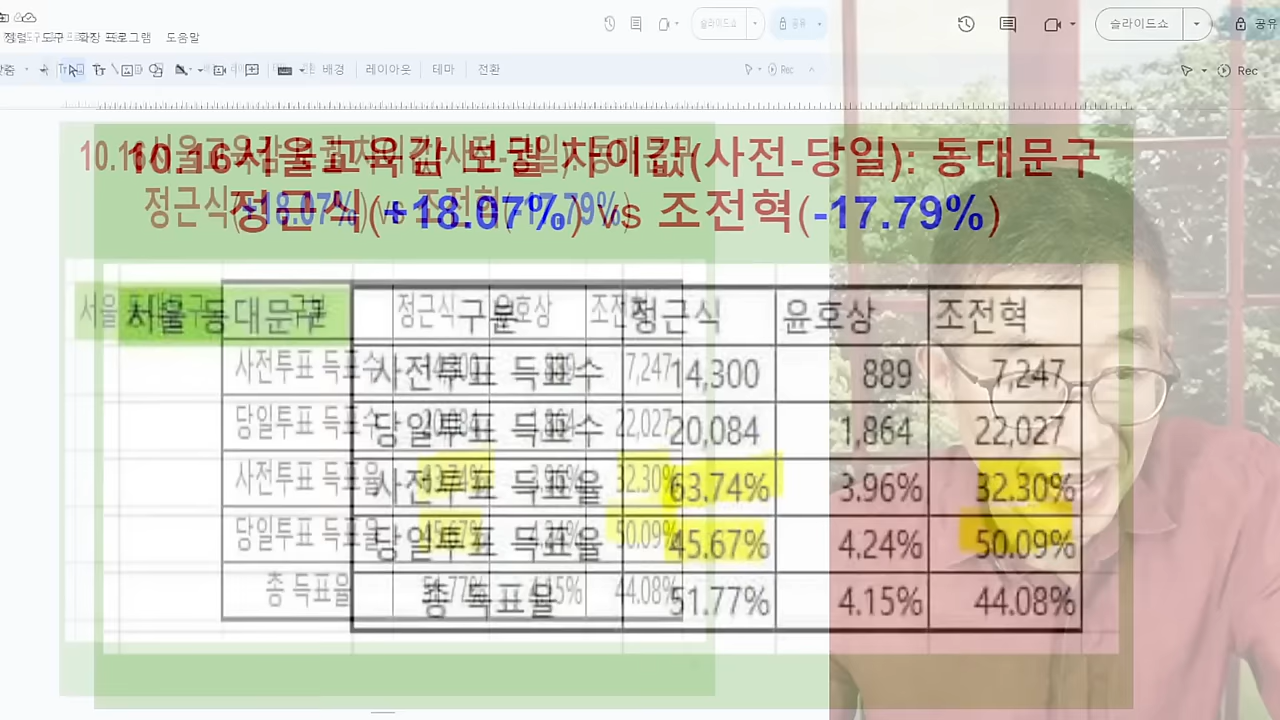 정렬 도구 확장 프로그램 도움말
슬라이드쇼 공유
배경 레이아웃 테마 전환 Rec
10.16서울교육감 보궐 차이값(사전-당일): 동대문구
정근식(+18.07%) vs 조전혁(-17.79%)
서울 동대문구 구분 정근식 윤호상 조전혁
사전투표 득표수 14,300 889 7,247
당일투표 득표수 20,084 1,864 22,027
사전투표 득표율 63.74% 3.96% 32.30%
당일투표 득표율 45.67% 4.24% 50.09%
총 득표율 51.77% 4.15% 44.08%